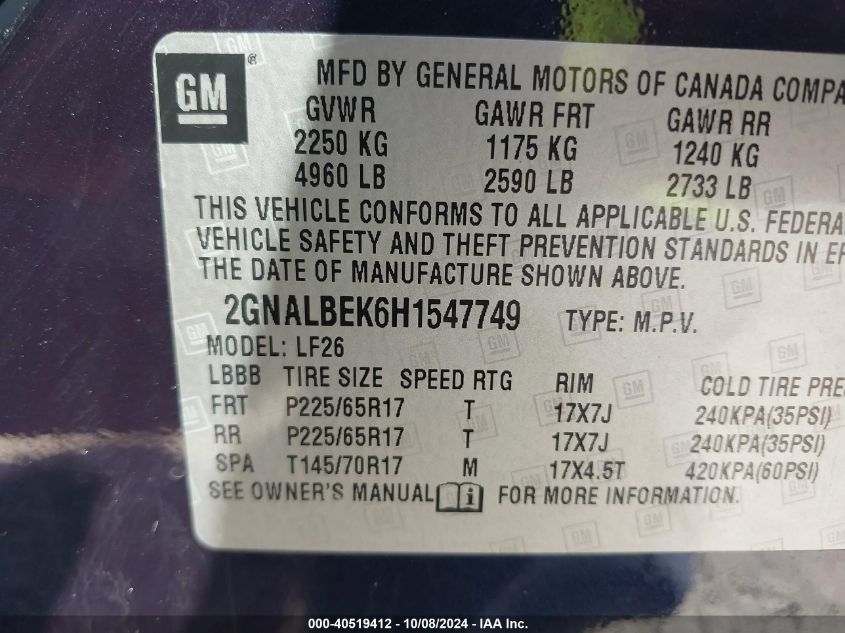 GM ®
MFD BY GENERAL MOTORS OF CANADA COMPA
GVWR GAWR FRT GAWR RR
2250 KG 1175 KG 1240 KG
4960 LB 2590 LB 2733 LB
THIS VEHICLE CONFORMS TO ALL APPLICABLE U.S. FEDERA
VEHICLE SAFETY AND THEFT PREVENTION STANDARDS IN EF
THE DATE OF MANUFACTURE SHOWN ABOVE.
2GNALBEK6H1547749 TYPE: M.P.V.
MODEL: LF26
LBBB TIRE SIZE SPEED RTG RIM COLD TIRE PRE
FRT P225/65R17 T 17X7J 240KPA(35PSI)
RR P225/65R17 T 17X7J 240KPA(35PSI)
SPA T145/70R17 M 17X4.5T 420KPA(60PSI)
SEE OWNER'S MANUAL i FOR MORE INFORMATION.
000-40519412 - 10/08/2024 - IAA Inc.